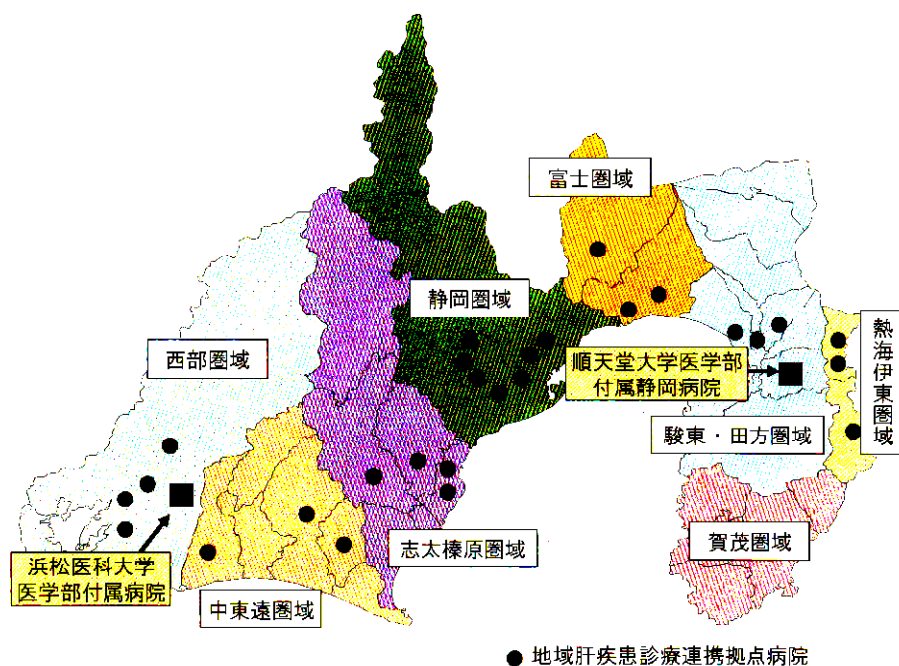 富士圏域
静岡圏域
熱海伊東圏域
西部圏域
順天堂大学医学部
付属静岡病院
駿東・田方圏域
志太榛原圏域
賀茂圏域
浜松医科大学
医学部付属病院
中東遠圏域
●地域肝疾患診療連携拠点病院